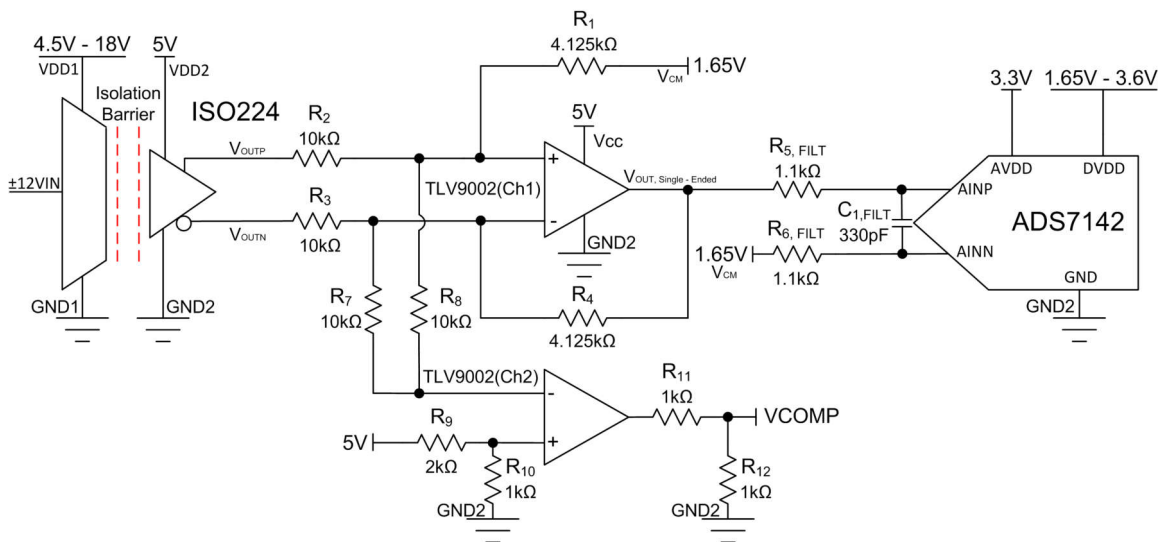 4.5V - 18V
VDD1
5V
VDD2
Isolation
Barrier
ISO224
±12VIN
GND1
GND2
VOUTP
VOUTN
R2
10kΩ
R3
10kΩ
R1
4.125kΩ
1.65V
VCM
5V
Vcc
+
TLV9002(Ch1)
-
GND2
VOUT, Single - Ended
R4
4.125kΩ
R7
10kΩ
R8
10kΩ
TLV9002(Ch2)
-
+
5V
R9
2kΩ
R10
1kΩ
GND2
R11
1kΩ
VCOMP
R12
1kΩ
GND2
R5, FILT
1.1kΩ
1.65V
VCM
R6, FILT
1.1kΩ
C1,FILT
330pF
3.3V
1.65V - 3.6V
AVDD
DVDD
AINP
ADS7142
AINN
GND
GND2